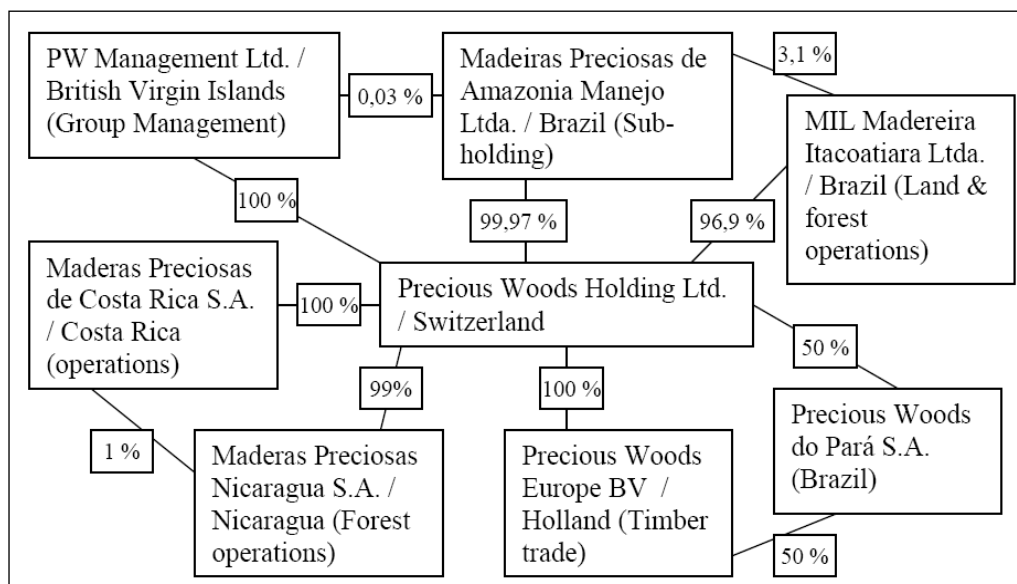 PW Management Ltd. /
British Virgin Islands
(Group Management)
0,03 %
Madeiras Preciosas de
Amazonia Manejo
Ltda. / Brazil (Sub-
holding)
3,1 %
MIL Madereira
Itacoatiara Ltda.
/ Brazil (Land &
forest
operations)
100 %
99,97 %
96,9 %
Maderas Preciosas
de Costa Rica S.A.
/ Costa Rica
(operations)
100 %
Precious Woods Holding Ltd.
/ Switzerland
50 %
99%
100 %
1 %
Maderas Preciosas
Nicaragua S.A. /
Nicaragua (Forest
operations)
Precious Woods
Europe BV /
Holland (Timber
trade)
Precious Woods
do Pará S.A.
(Brazil)
50 %